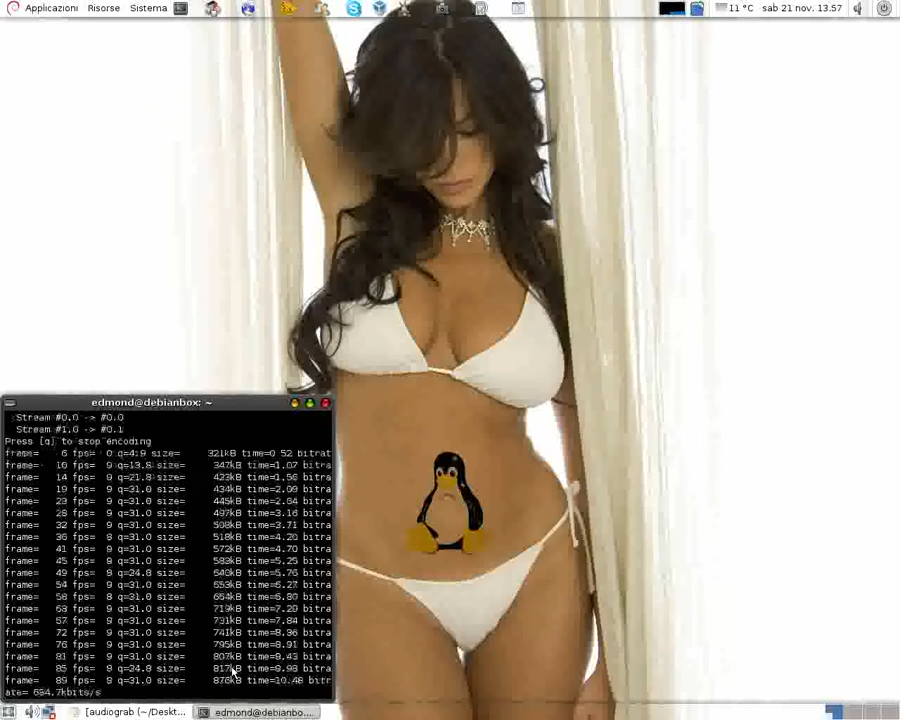 Applicazioni Risorse Sistema 11 °C sab 21 nov, 13.57
edmond@debianbox: ~
Stream #0.0 -> #0.0
Stream #1.0 -> #0.1
Press [q] to stop encoding
frame= 6 fps= 0 q=4.9 size= 321kB time=0.52 bitrat
frame= 10 fps= 9 q=13.8 size= 347kB time=1.07 bitra
frame= 14 fps= 9 q=21.8 size= 423kB time=1.56 bitra
frame= 19 fps= 9 q=31.0 size= 434kB time=2.09 bitra
frame= 23 fps= 9 q=31.0 size= 445kB time=2.64 bitra
frame= 28 fps= 9 q=31.0 size= 497kB time=3.16 bitra
frame= 32 fps= 9 q=31.0 size= 508kB time=3.71 bitra
frame= 36 fps= 8 q=31.0 size= 518kB time=4.20 bitra
frame= 41 fps= 9 q=31.0 size= 572kB time=4.70 bitra
frame= 45 fps= 9 q=31.0 size= 583kB time=5.25 bitra
frame= 49 fps= 9 q=24.8 size= 640kB time=5.76 bitra
frame= 54 fps= 9 q=31.0 size= 653kB time=6.27 bitra
frame= 58 fps= 8 q=31.0 size= 664kB time=6.80 bitra
frame= 63 fps= 9 q=31.0 size= 719kB time=7.29 bitra
frame= 67 fps= 9 q=31.0 size= 731kB time=7.84 bitra
frame= 72 fps= 9 q=31.0 size= 741kB time=8.36 bitra
frame= 76 fps= 9 q=31.0 size= 795kB time=8.91 bitra
frame= 81 fps= 9 q=31.0 size= 807kB time=9.43 bitra
frame= 85 fps= 9 q=24.8 size= 817kB time=9.98 bitra
frame= 89 fps= 9 q=31.0 size= 876kB time=10.48 bitr
ate= 684.7kbits/s
[audiograb (~/Deskt... edmond@debianbo...